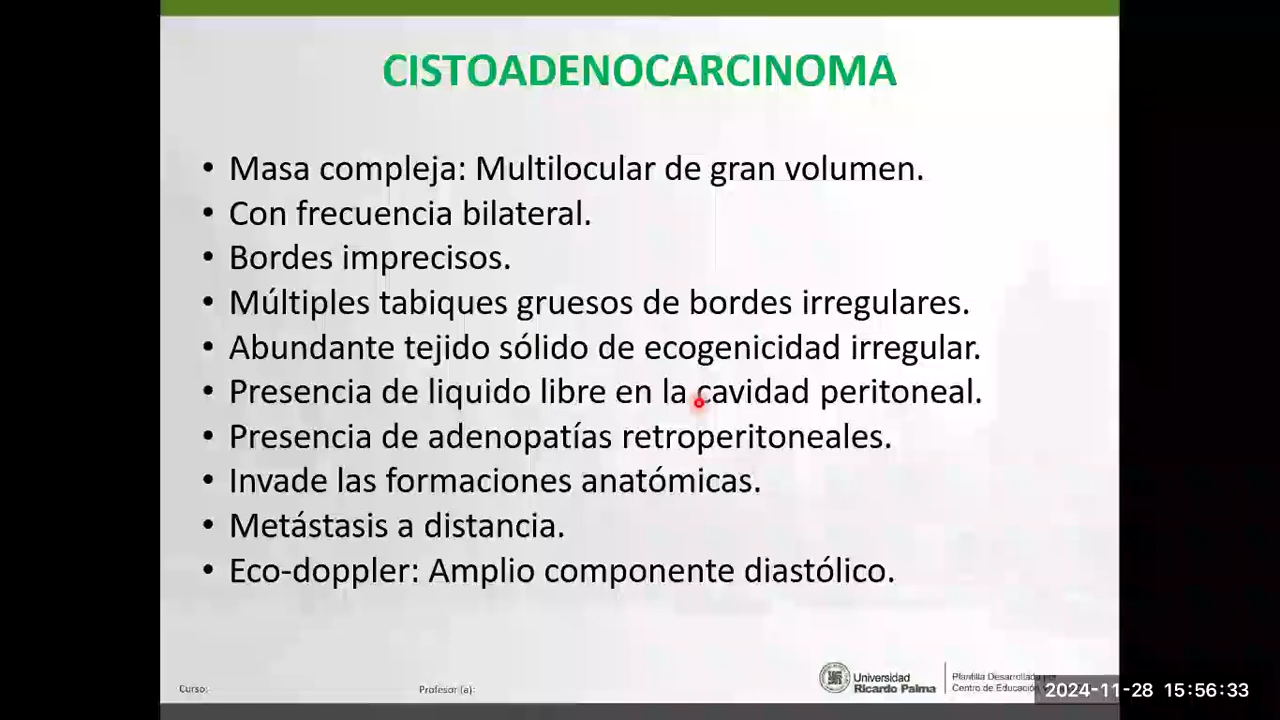 CISTOADENOCARCINOMA
• Masa compleja: Multilocular de gran volumen.
• Con frecuencia bilateral.
• Bordes imprecisos.
• Múltiples tabiques gruesos de bordes irregulares.
• Abundante tejido sólido de ecogenicidad irregular.
• Presencia de liquido libre en la cavidad peritoneal.
• Presencia de adenopatías retroperitoneales.
• Invade las formaciones anatómicas.
• Metástasis a distancia.
• Eco-doppler: Amplio componente diastólico.
Curso:
Profesor (a):
Universidad
Ricardo Palma
Plantilla Desarrollada
Centro de Educación
2024-11-28 15:56:33